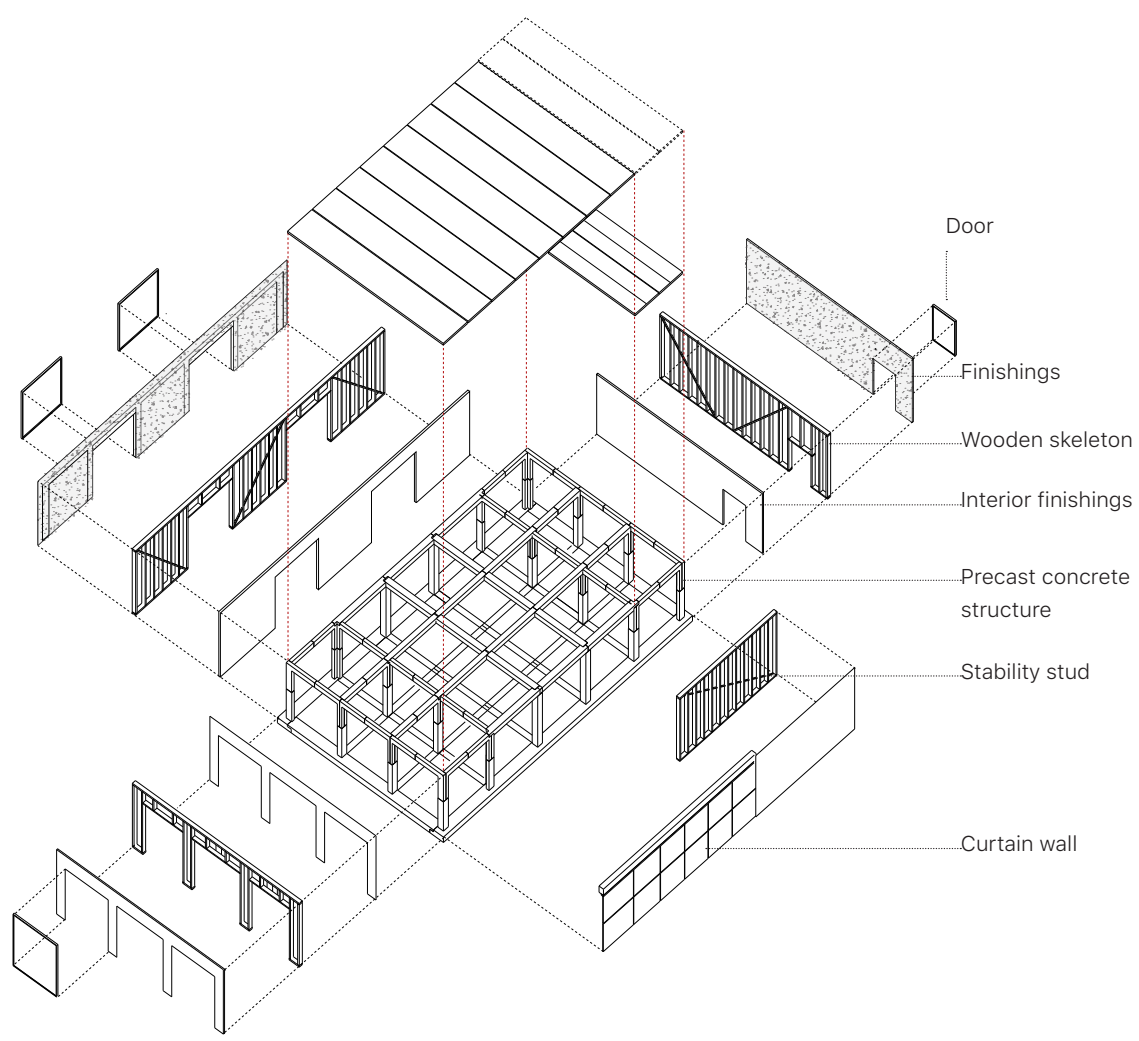 Door
Finishings
Wooden skeleton
Interior finishings
Precast concrete
structure
Stability stud
Curtain wall